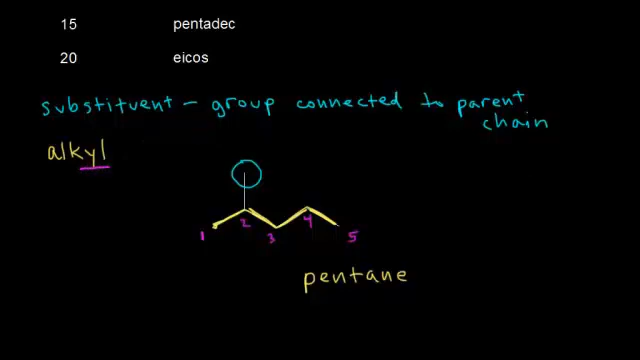 15 pentadec
20 eicos
substituent - group connected to parent
chain
alkyl
1 2 3 4 5
pentane